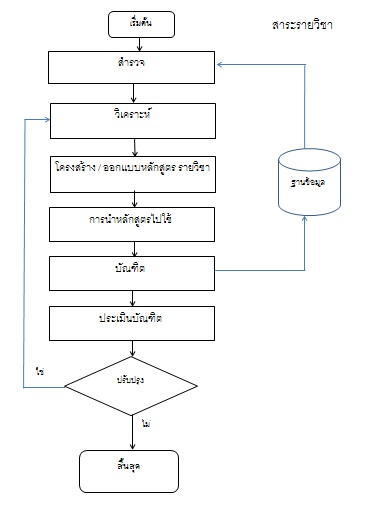 เริ่มต้น
สาระรายวิชา
สำรวจ
วิเคราะห์
โครงสร้าง / ออกแบบหลักสูตร รายวิชา
ฐานข้อมูล
การนำหลักสูตรไปใช้
บัณฑิต
ประเมินบัณฑิต
ใช่
ปรับปรุง
ไม่
สิ้นสุด